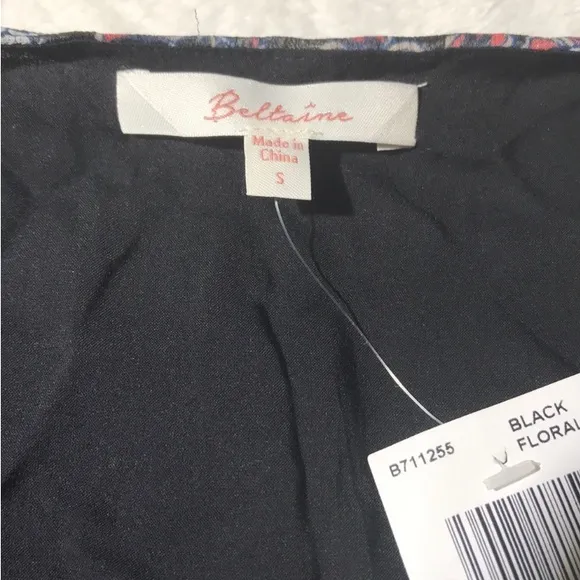 Beltaine
Made in
China
S
B711255
BLACK
FLORAL